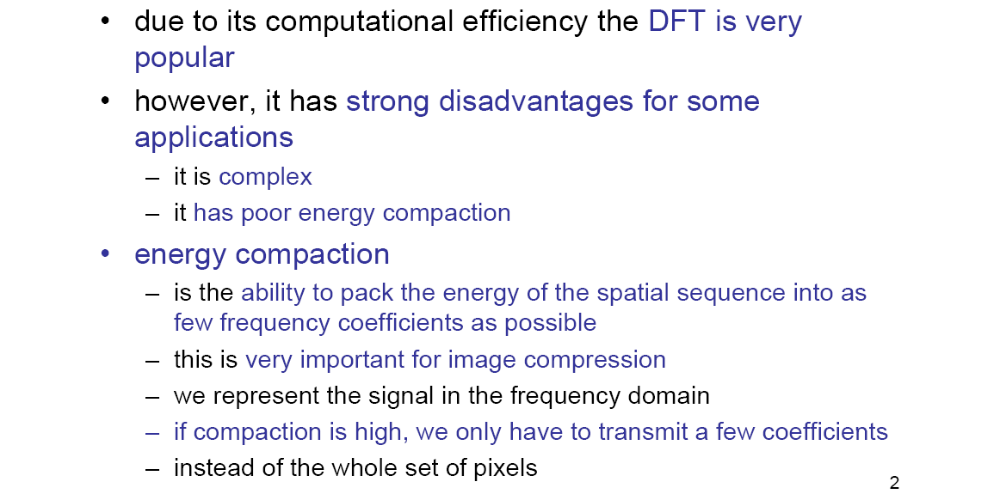 • due to its computational efficiency the DFT is very
popular
• however, it has strong disadvantages for some
applications
– it is complex
– it has poor energy compaction
• energy compaction
– is the ability to pack the energy of the spatial sequence into as
few frequency coefficients as possible
– this is very important for image compression
– we represent the signal in the frequency domain
– if compaction is high, we only have to transmit a few coefficients
– instead of the whole set of pixels
2